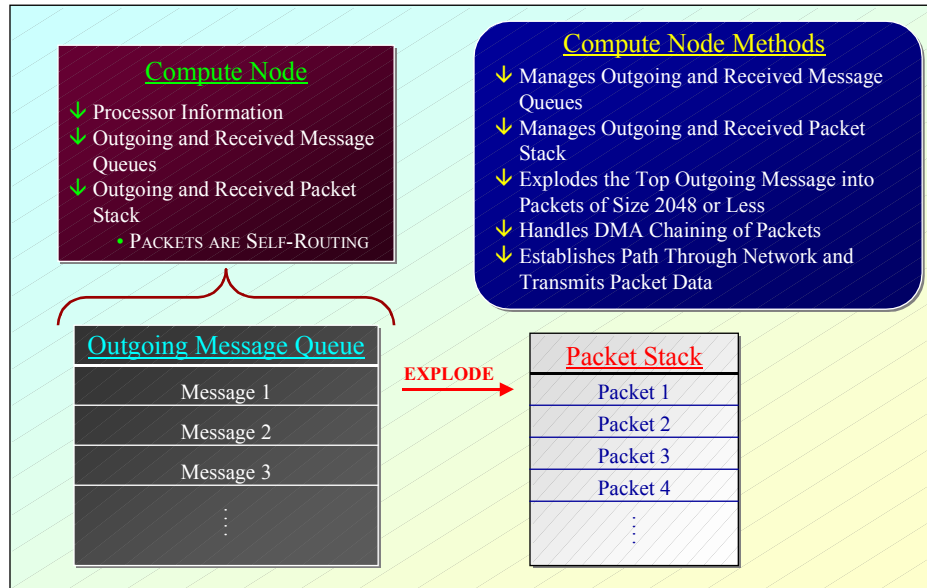 Compute Node
Processor Information
Outgoing and Received Message
Queues
Outgoing and Received Packet
Stack
• PACKETS ARE SELF-ROUTING
Compute Node Methods
Manages Outgoing and Received Message
Queues
Manages Outgoing and Received Packet
Stack
Explodes the Top Outgoing Message into
Packets of Size 2048 or Less
Handles DMA Chaining of Packets
Establishes Path Through Network and
Transmits Packet Data
Outgoing Message Queue
Message 1
Message 2
Message 3
⋮
EXPLODE
Packet Stack
Packet 1
Packet 2
Packet 3
Packet 4
⋮